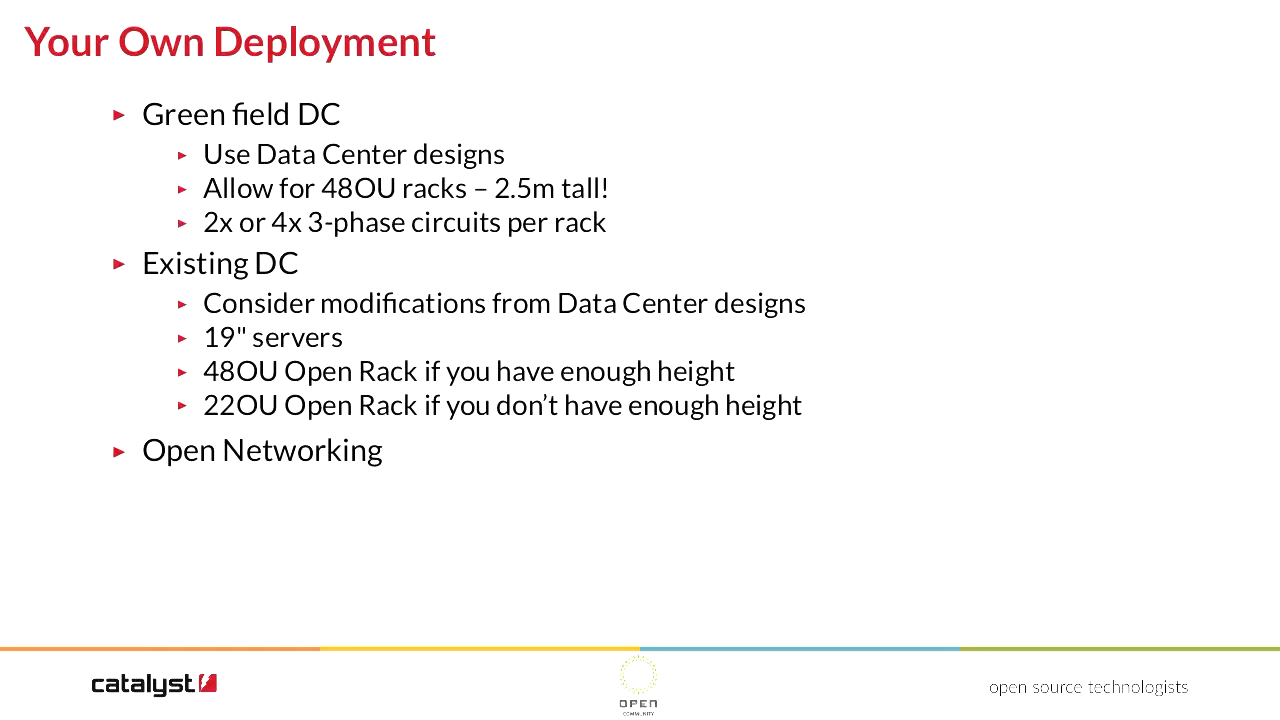 Your Own Deployment
Green field DC
Use Data Center designs
Allow for 48OU racks – 2.5m tall!
2x or 4x 3-phase circuits per rack
Existing DC
Consider modifications from Data Center designs
19" servers
48OU Open Rack if you have enough height
22OU Open Rack if you don’t have enough height
Open Networking
catalyst
OPEN
COMMUNITY
open source technologists